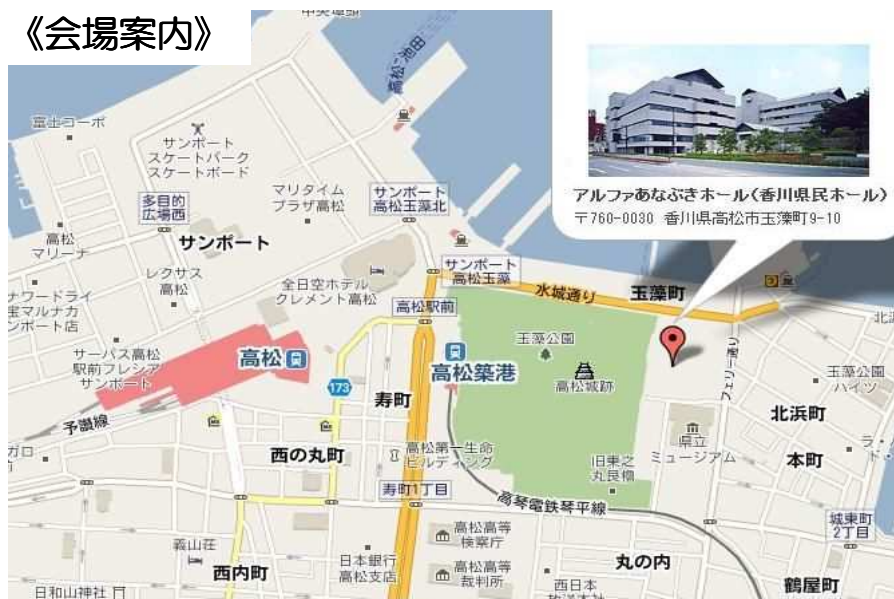 《会場案内》
高松-池田
富士コーポ
サンポート
スケートパーク
スケートボード
多目的
広場西
マリタイム
プラザ高松
サンポート
高松玉藻北
高松
マリーナ
サンポート
レクサス
高松
全日空ホテル
クレメント高松
サンポート
高松玉藻
高松駅前
水城通り
玉藻町
アルファあなぶきホール(香川県民ホール)
〒760-0030 香川県高松市玉藻町9-10
サーパス高松
駅前フレシア
サンポート
高松
173
高松築港
玉藻公園
高松城跡
フェリー通り
玉藻公園
ハイツ
北浜町
予讃線
寿町
西の丸町
高松第一生命
ビルディング
県立
ミュージアム
本町
寿町1丁目
高琴電鉄琴平線
城東町
2丁目
義山荘
西内町
日本銀行
高松支店
高松高等
検察庁
高松高等
裁判所
丸の内
西日本
鶴屋町
日和山神社